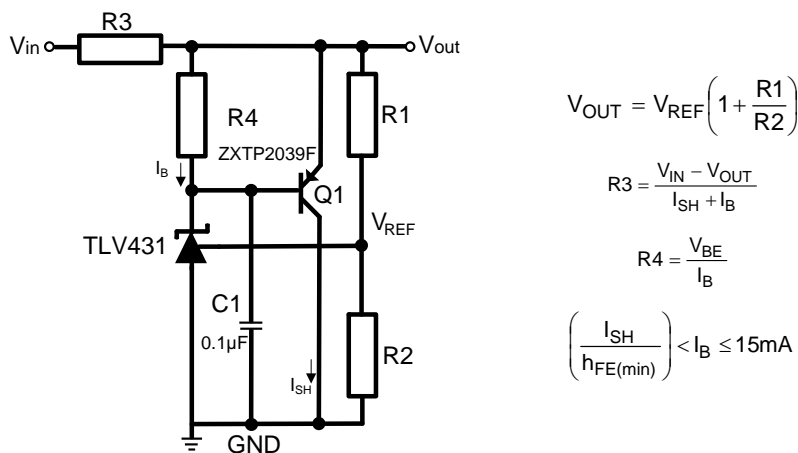 R3
Vin
Vout
R4
R1
ZXTP2039F
IB
Q1
VREF
TLV431
C1
0.1µF
R2
ISH
GND
VOUT = VREF(1 + R1/R2)
R3 = (VIN − VOUT)/(ISH + IB)
R4 = VBE/IB
(ISH/hFE(min)) < IB ≤ 15mA